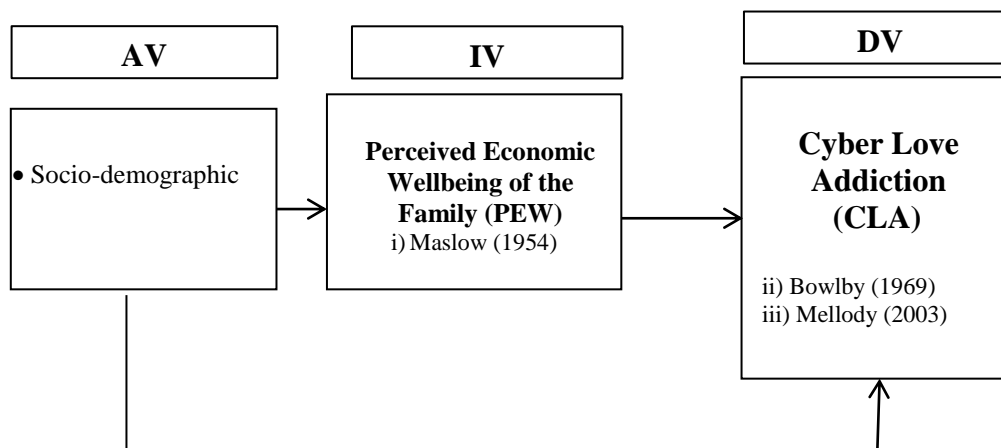 AV
IV
DV
• Socio-demographic
Perceived Economic
Wellbeing of the
Family (PEW)
i) Maslow (1954)
Cyber Love
Addiction
(CLA)
ii) Bowlby (1969)
iii) Mellody (2003)